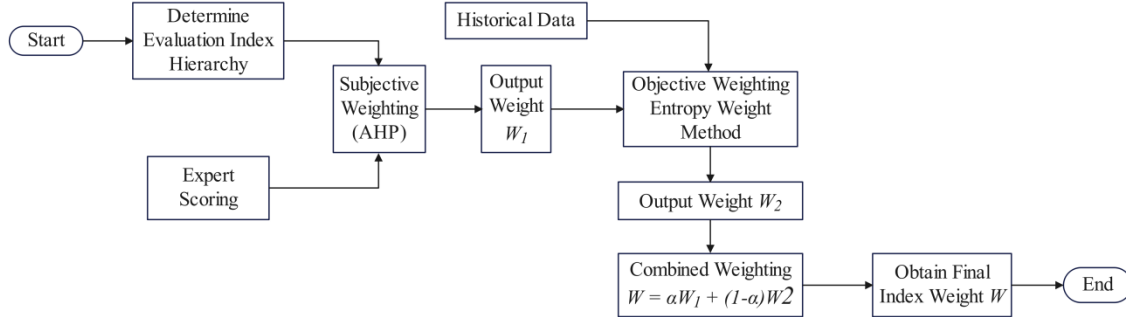 Start
Determine
Evaluation Index
Hierarchy
Expert
Scoring
Subjective
Weighting
(AHP)
Output
Weight
W₁
Historical Data
Objective Weighting
Entropy Weight
Method
Output Weight W₂
Combined Weighting
W = αW₁ + (1-α)W2
Obtain Final
Index Weight W
End